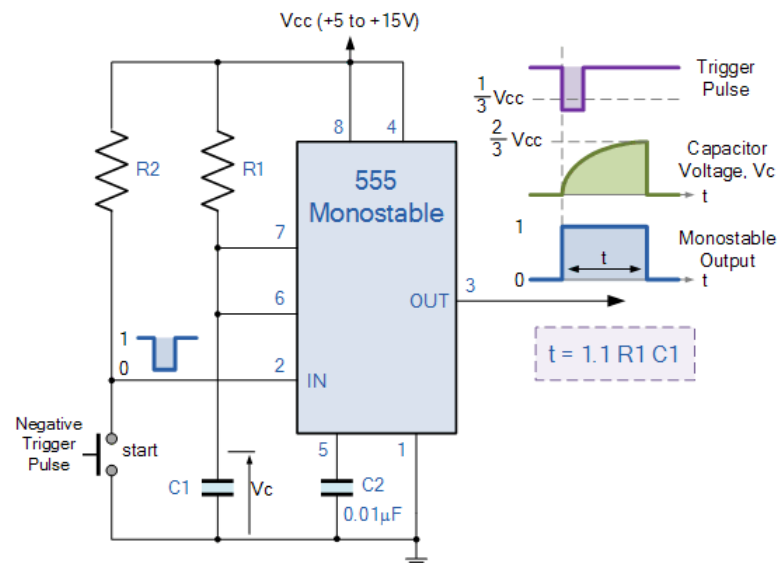 Vcc (+5 to +15V)
R2
R1
8
4
555
Monostable
7
6
2
IN
OUT
3
5
1
1
0
Negative
Trigger
Pulse
start
C1
Vc
C2
0.01µF
Trigger
Pulse
1/3 Vcc
2/3 Vcc
Capacitor
Voltage, Vc
t
1
0
t
Monostable
Output
t
t = 1.1 R1 C1